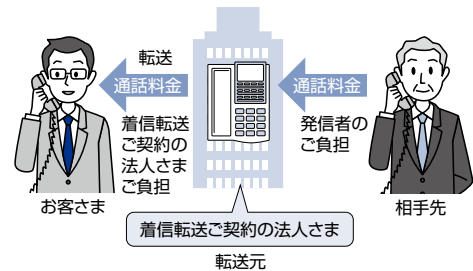 転送
通話料金
着信転送
ご契約の
法人さま
ご負担
お客さま
通話料金
発信者の
ご負担
相手先
着信転送ご契約の法人さま
転送元